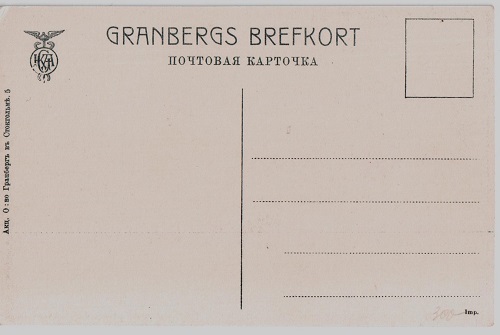 GRANBERGS BREFKORT
ПОЧТОВАЯ КАРТОЧКА
Акц. О:во Гранбергъ въ Стокгольмѣ. 5
Imp.